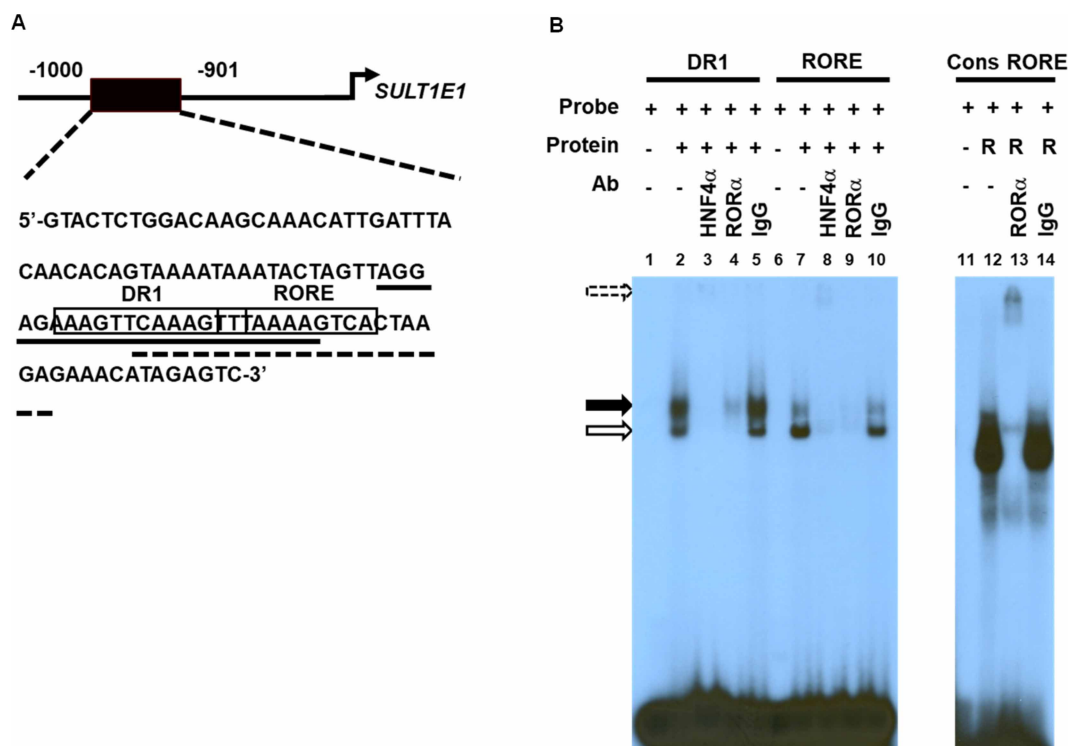 A
-1000 -901
SULT1E1
5'-GTACTCTGGACAAGCAAACATTGATTTA
CAACACAGTAAAATAAATACTAGTTAGG
DR1 RORE
AGAAAGTTCAAAGTTTAAAAGTCACTAA
GAGAAACATAGAGTC-3'
B
DR1 RORE Cons RORE
Probe + + + + + + + + + + + + + +
Protein - + + + + - + + + + - R R R
Ab - - HNF4α RORα IgG - - HNF4α RORα IgG - - RORα IgG
1 2 3 4 5 6 7 8 9 10 11 12 13 14